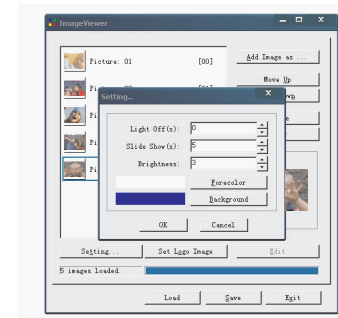 ImageViewer
Picture: 01 [00]
Add Image as ...
Move Up
Setting...
X
Light Off(s): 0
Slide Show(s): 5
Brightness: 3
Forecolor
Background
OK Cancel
Setting... Set Logo Image Edit
5 images loaded.
Load Save Exit